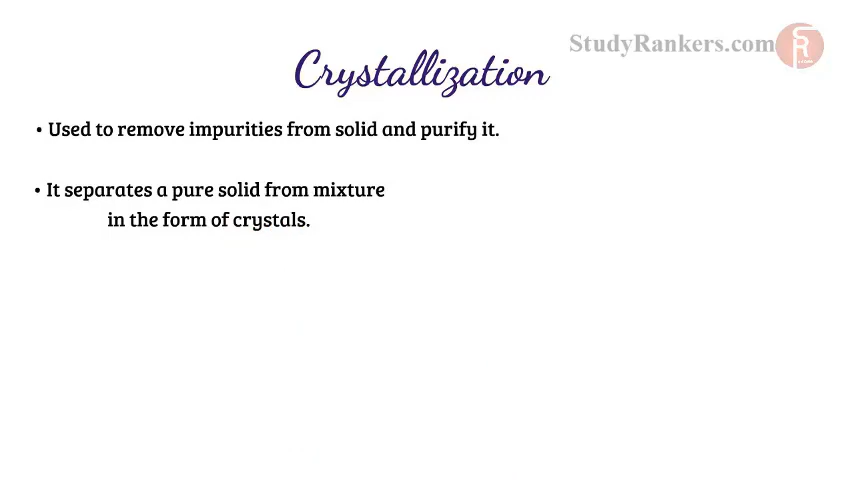 StudyRankers.com
Crystallization
• Used to remove impurities from solid and purify it.
• It separates a pure solid from mixture
in the form of crystals.